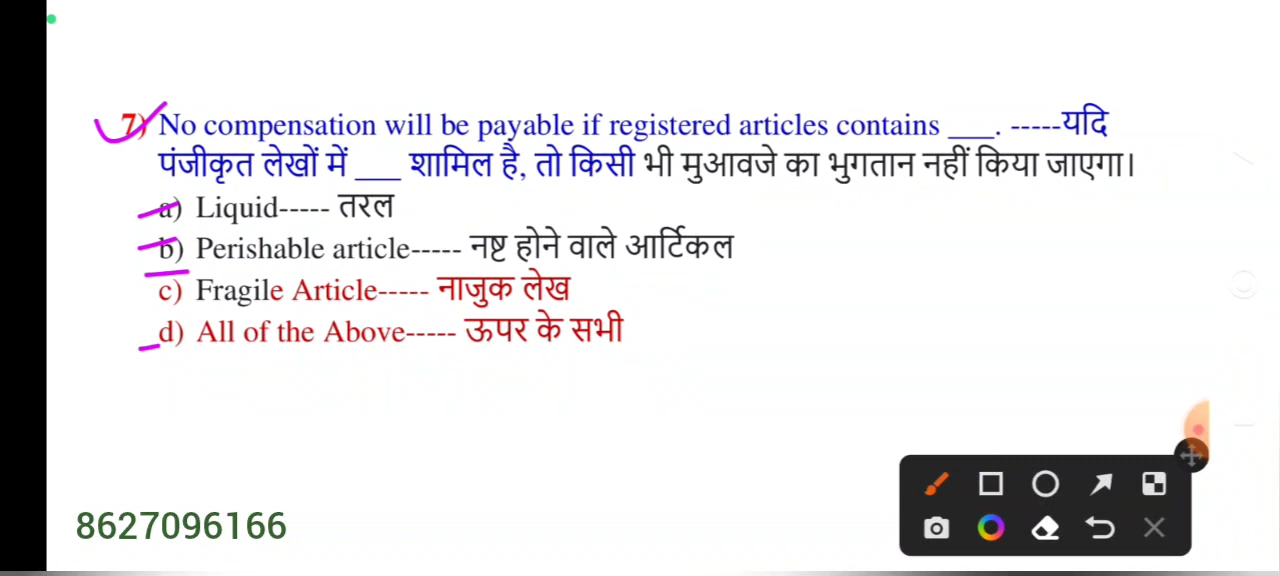 7) No compensation will be payable if registered articles contains ___. -----यदि
पंजीकृत लेखों में ___ शामिल है, तो किसी भी मुआवजे का भुगतान नहीं किया जाएगा।
a) Liquid----- तरल
b) Perishable article----- नष्ट होने वाले आर्टिकल
c) Fragile Article----- नाजुक लेख
d) All of the Above----- ऊपर के सभी
8627096166